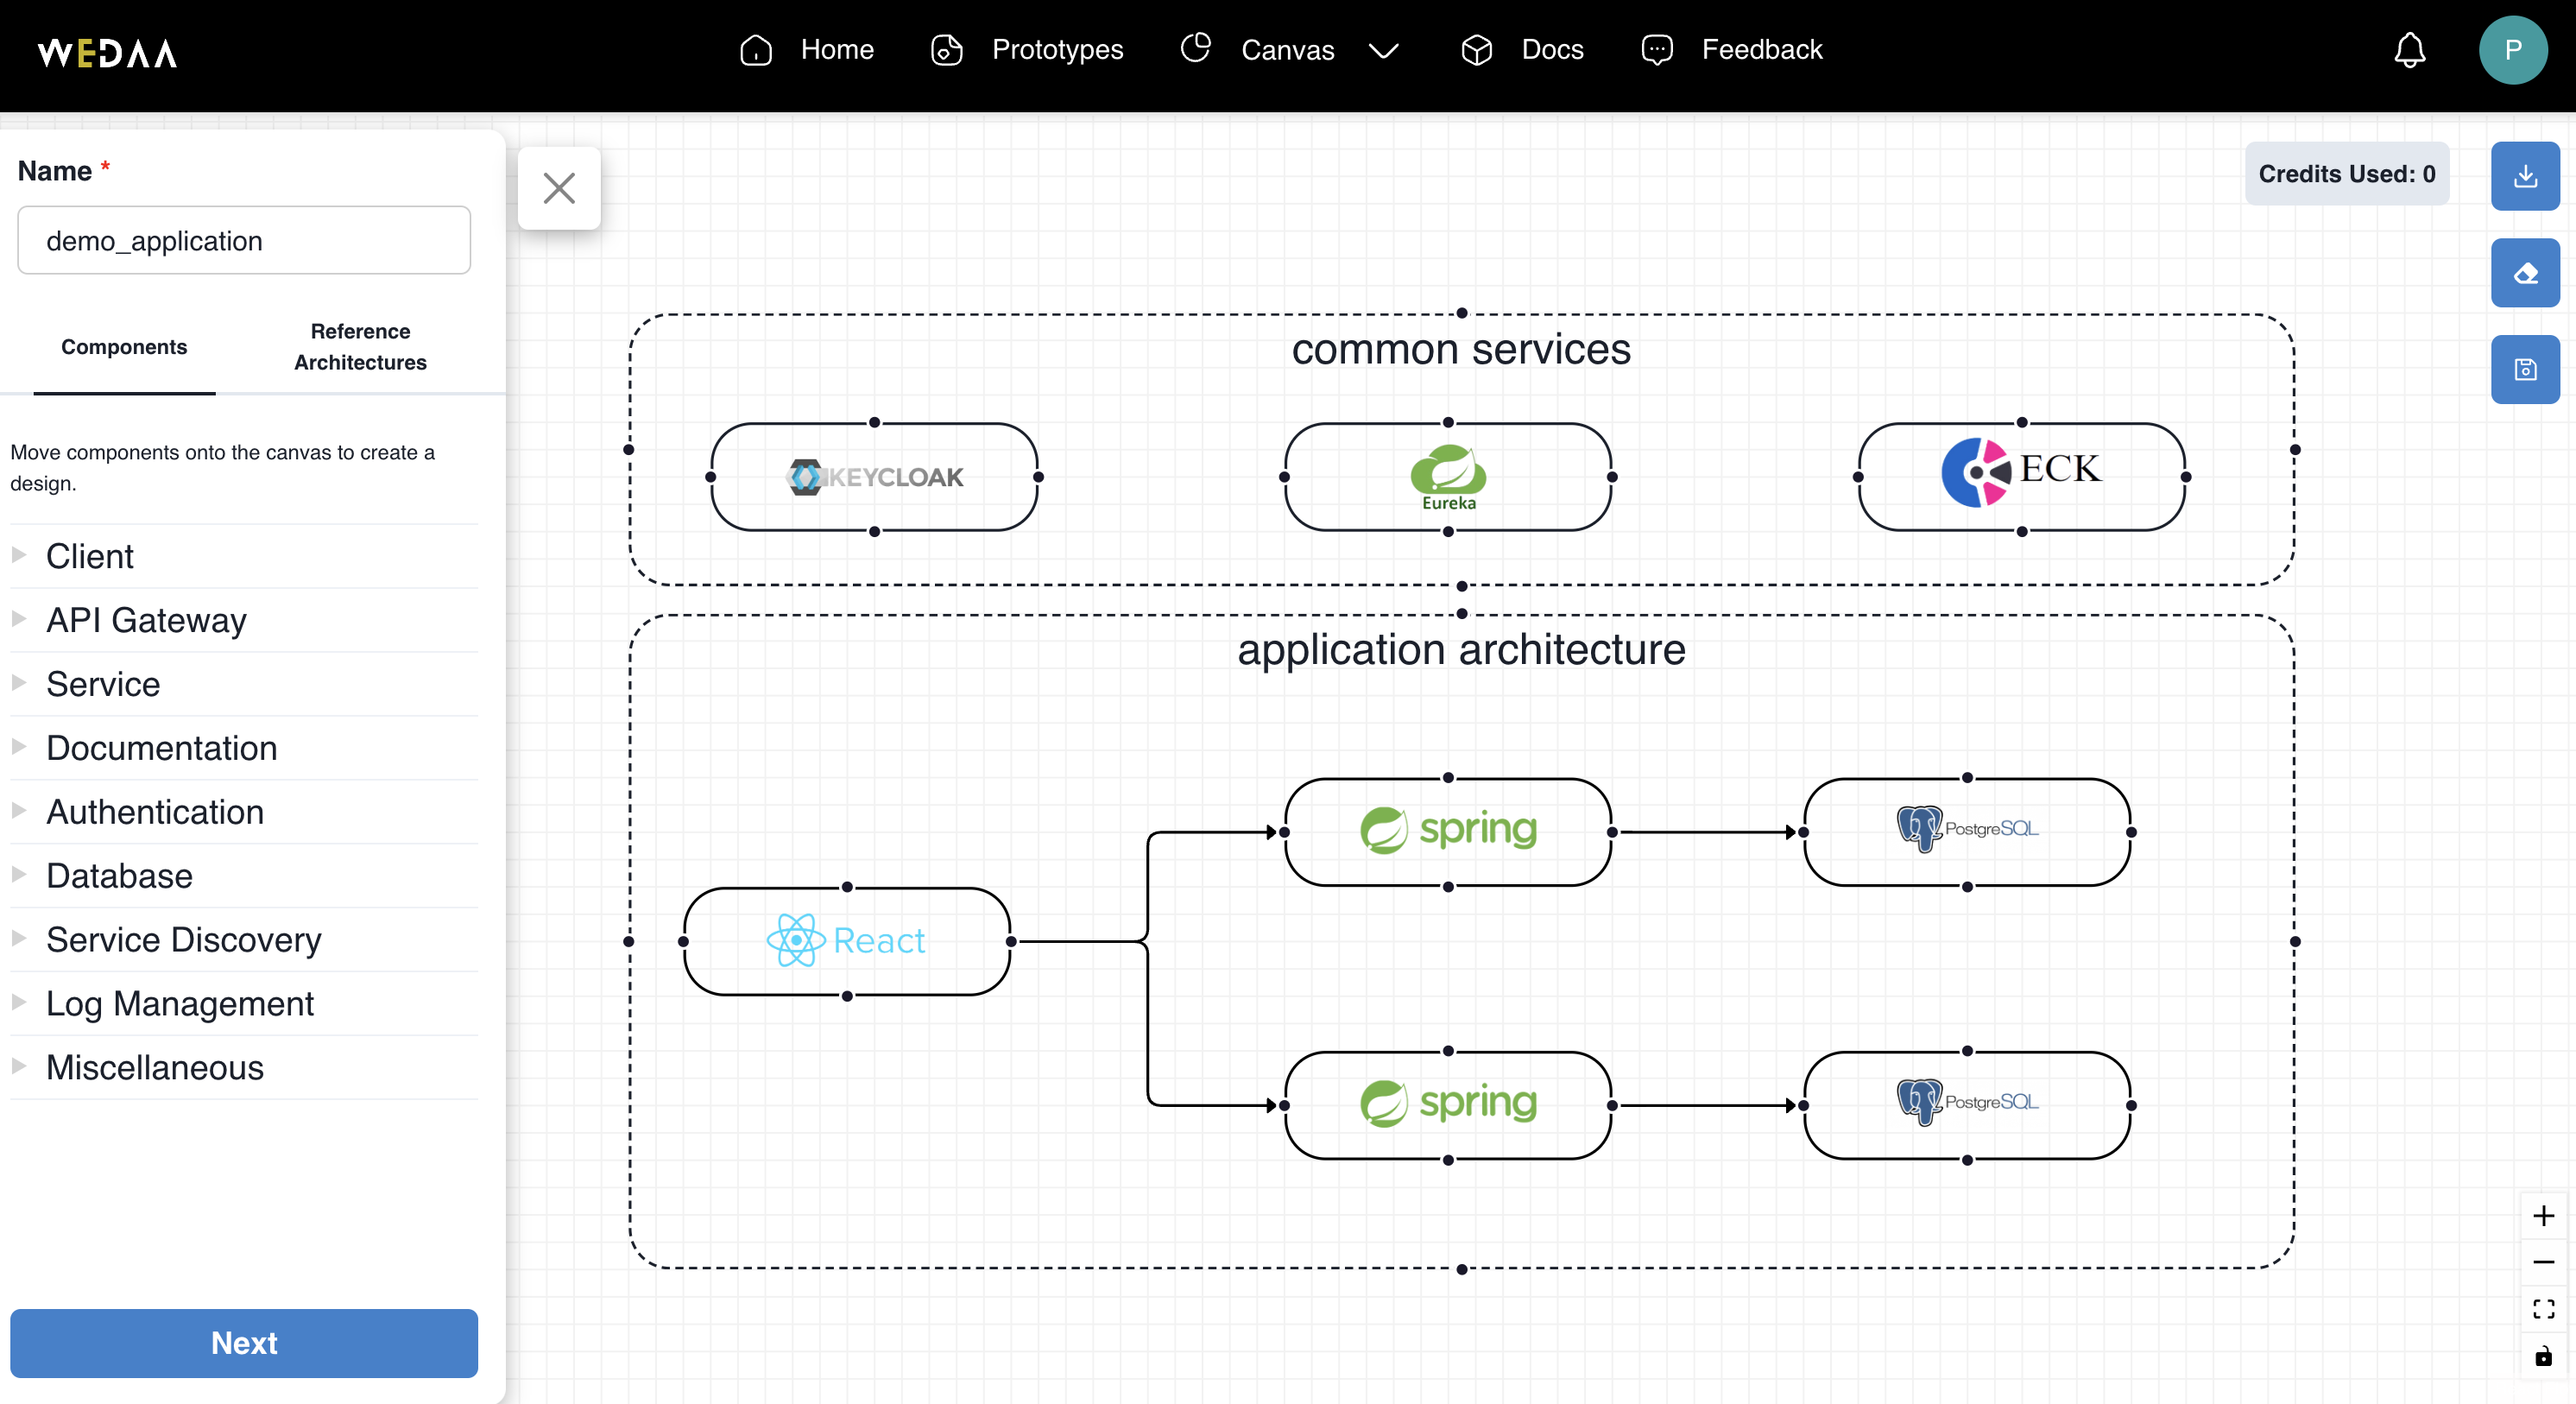 WEDAA
Home
Prototypes
Canvas
Docs
Feedback
P
Name *
demo_application
Components
Reference
Architectures
Move components onto the canvas to create a
design.
Client
API Gateway
Service
Documentation
Authentication
Database
Service Discovery
Log Management
Miscellaneous
Next
Credits Used: 0
common services
KEYCLOAK
Eureka
ECK
application architecture
spring
PostgreSQL
React
spring
PostgreSQL